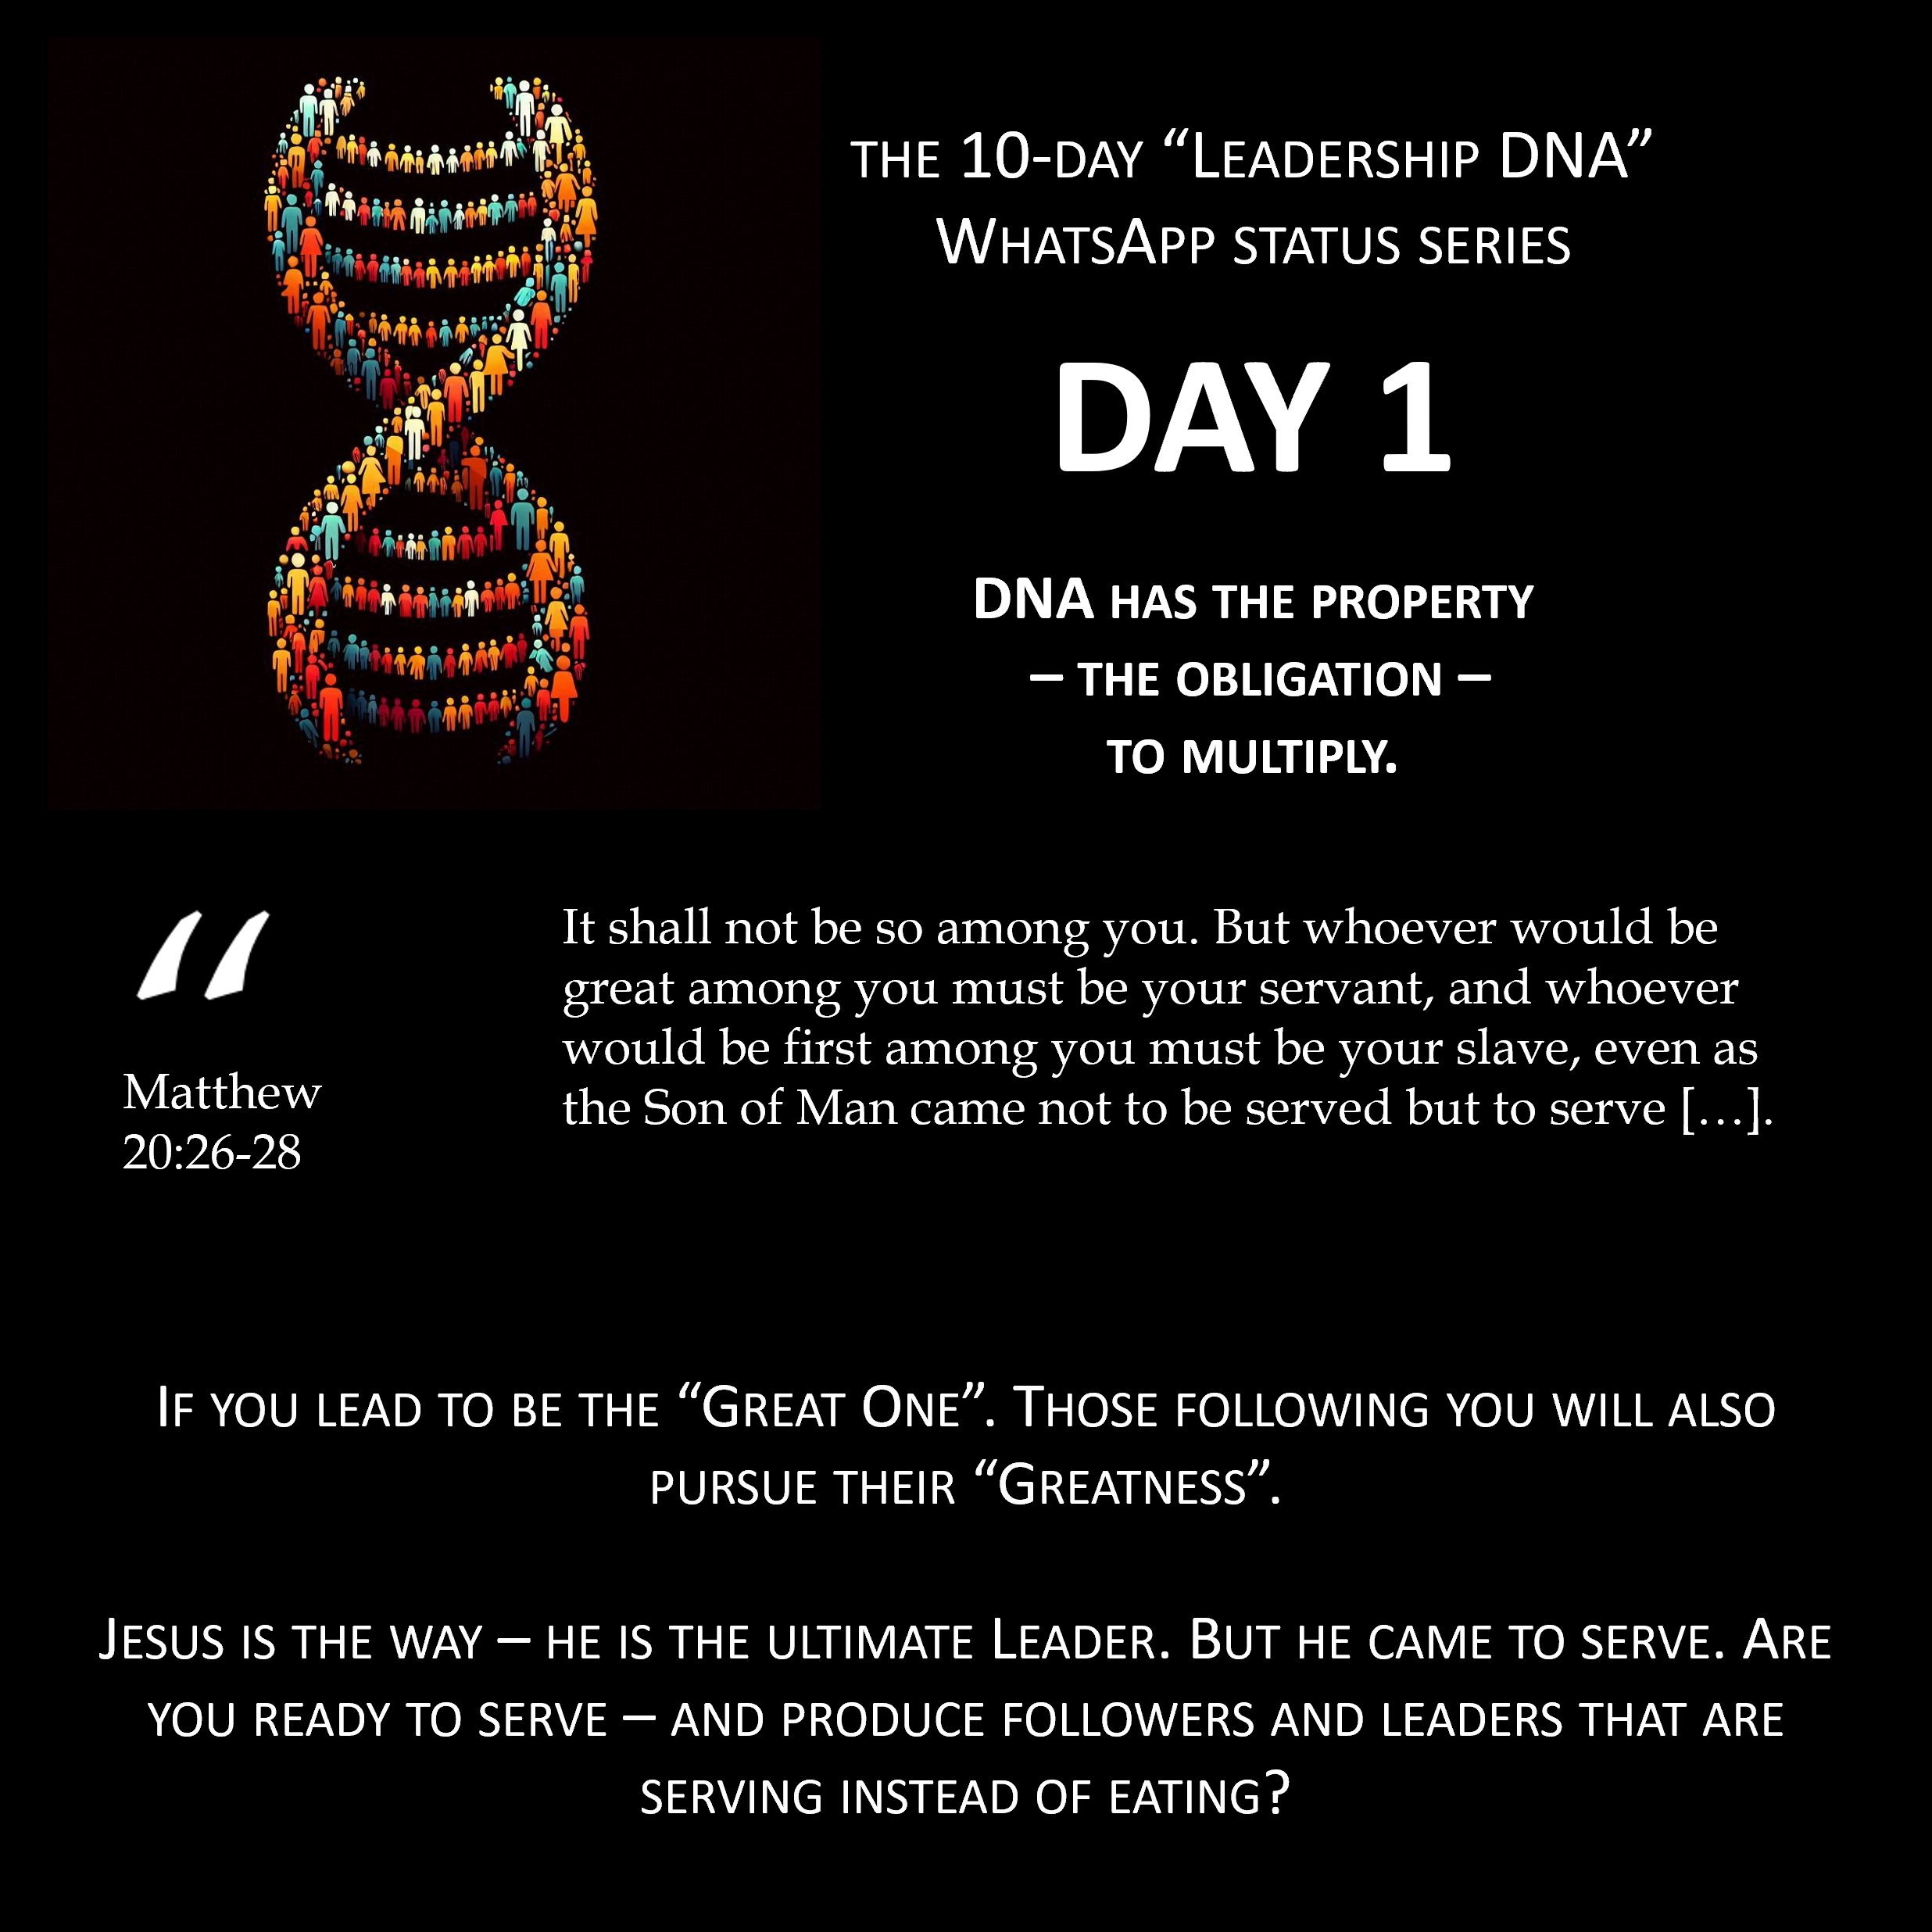 THE 10-DAY “LEADERSHIP DNA”
WHATSAPP STATUS SERIES
DAY 1
DNA HAS THE PROPERTY
– THE OBLIGATION –
TO MULTIPLY.
“
Matthew
20:26-28
It shall not be so among you. But whoever would be
great among you must be your servant, and whoever
would be first among you must be your slave, even as
the Son of Man came not to be served but to serve […].
IF YOU LEAD TO BE THE “GREAT ONE”. THOSE FOLLOWING YOU WILL ALSO
PURSUE THEIR “GREATNESS”.
JESUS IS THE WAY – HE IS THE ULTIMATE LEADER. BUT HE CAME TO SERVE. ARE
YOU READY TO SERVE – AND PRODUCE FOLLOWERS AND LEADERS THAT ARE
SERVING INSTEAD OF EATING?